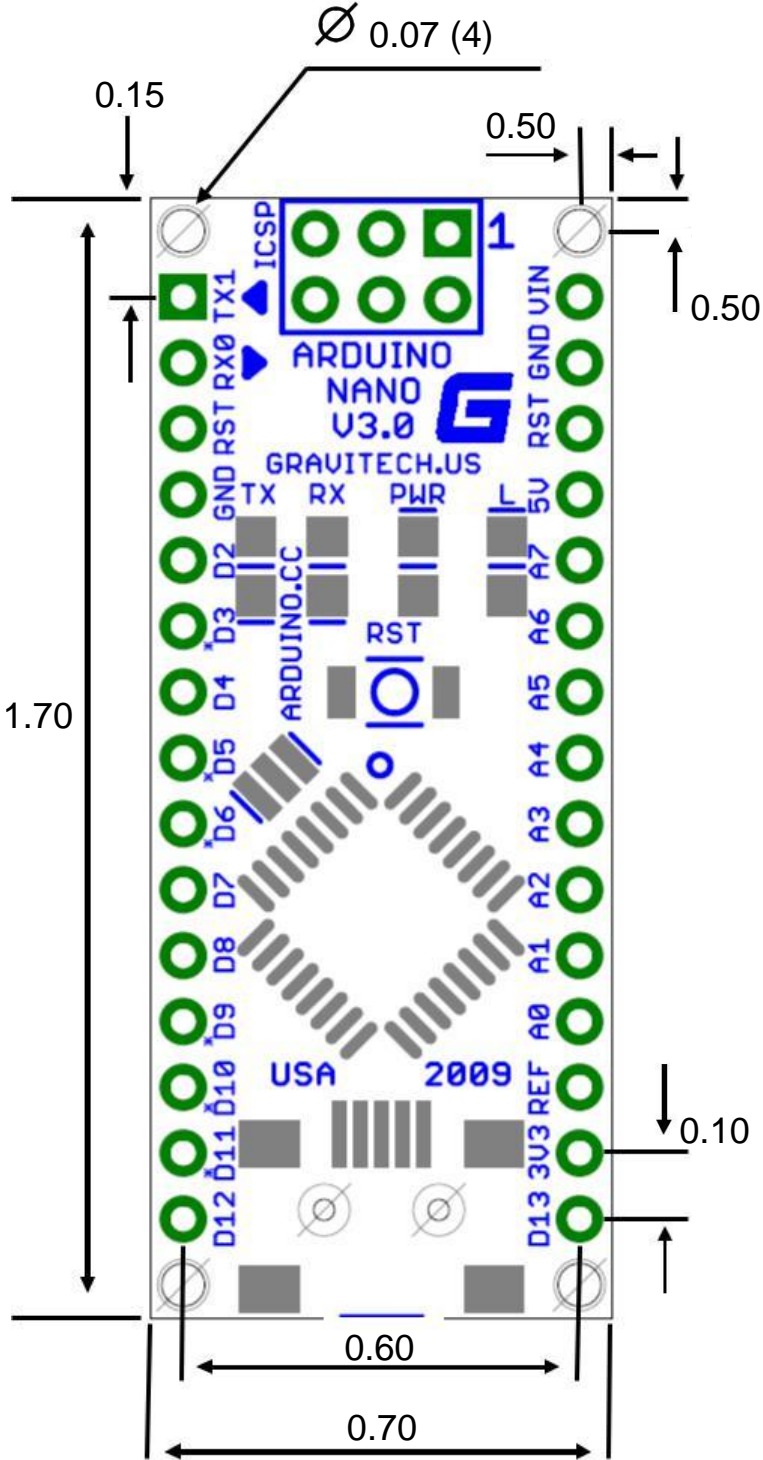 Ø 0.07 (4)
0.15
0.50
0.50
ICSP
1
TX1
VIN
RX0
GND
ARDUINO
NANO
V3.0
G
RST
RST
GRAVITECH.US
GND
TX
RX
PWR
L
5V
D2
A7
ARDUINO.CC
*D3
RST
A6
D4
A5
1.70
*D5
A4
*D6
A3
D7
A2
D8
A1
*D9
A0
USA
2009
*D10
REF
*D11
3V3
0.10
D12
D13
0.60
0.70